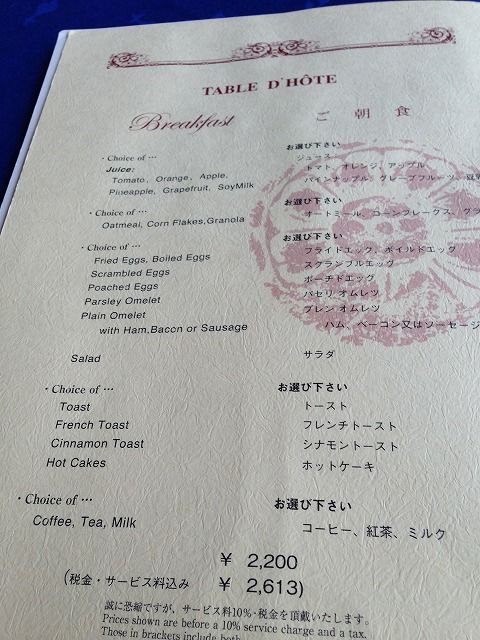 TABLE D'HÔTE
Breakfast ご 朝 食
・Choice of … お選び下さい
Juice: ジュース
Tomato, Orange, Apple, トマト、オレンジ、アップル
Pineapple, Grapefruit, SoyMilk パインナップル、グレープフルーツ、豆
・Choice of … お選び下さい
Oatmeal, Corn Flakes, Granola オートミール、コーンフレークス、グラ
・Choice of … お選び下さい
Fried Eggs, Boiled Eggs フライドエッグ、ボイルドエッグ
Scrambled Eggs スクランブルエッグ
Poached Eggs ポーチドエッグ
Parsley Omelet パセリ オムレツ
Plain Omelet プレン オムレツ
with Ham, Bacon or Sausage ハム、ベーコン又はソーセージ
Salad サラダ
・Choice of … お選び下さい
Toast トースト
French Toast フレンチトースト
Cinnamon Toast シナモントースト
Hot Cakes ホットケーキ
・Choice of … お選び下さい
Coffee, Tea, Milk コーヒー、紅茶、ミルク
¥ 2,200
(税金・サービス料込み ¥ 2,613)
誠に恐縮ですが、サービス料10%・税金を頂戴いたします。
Prices shown are before a 10% service charge and a tax.
Those in brackets include both